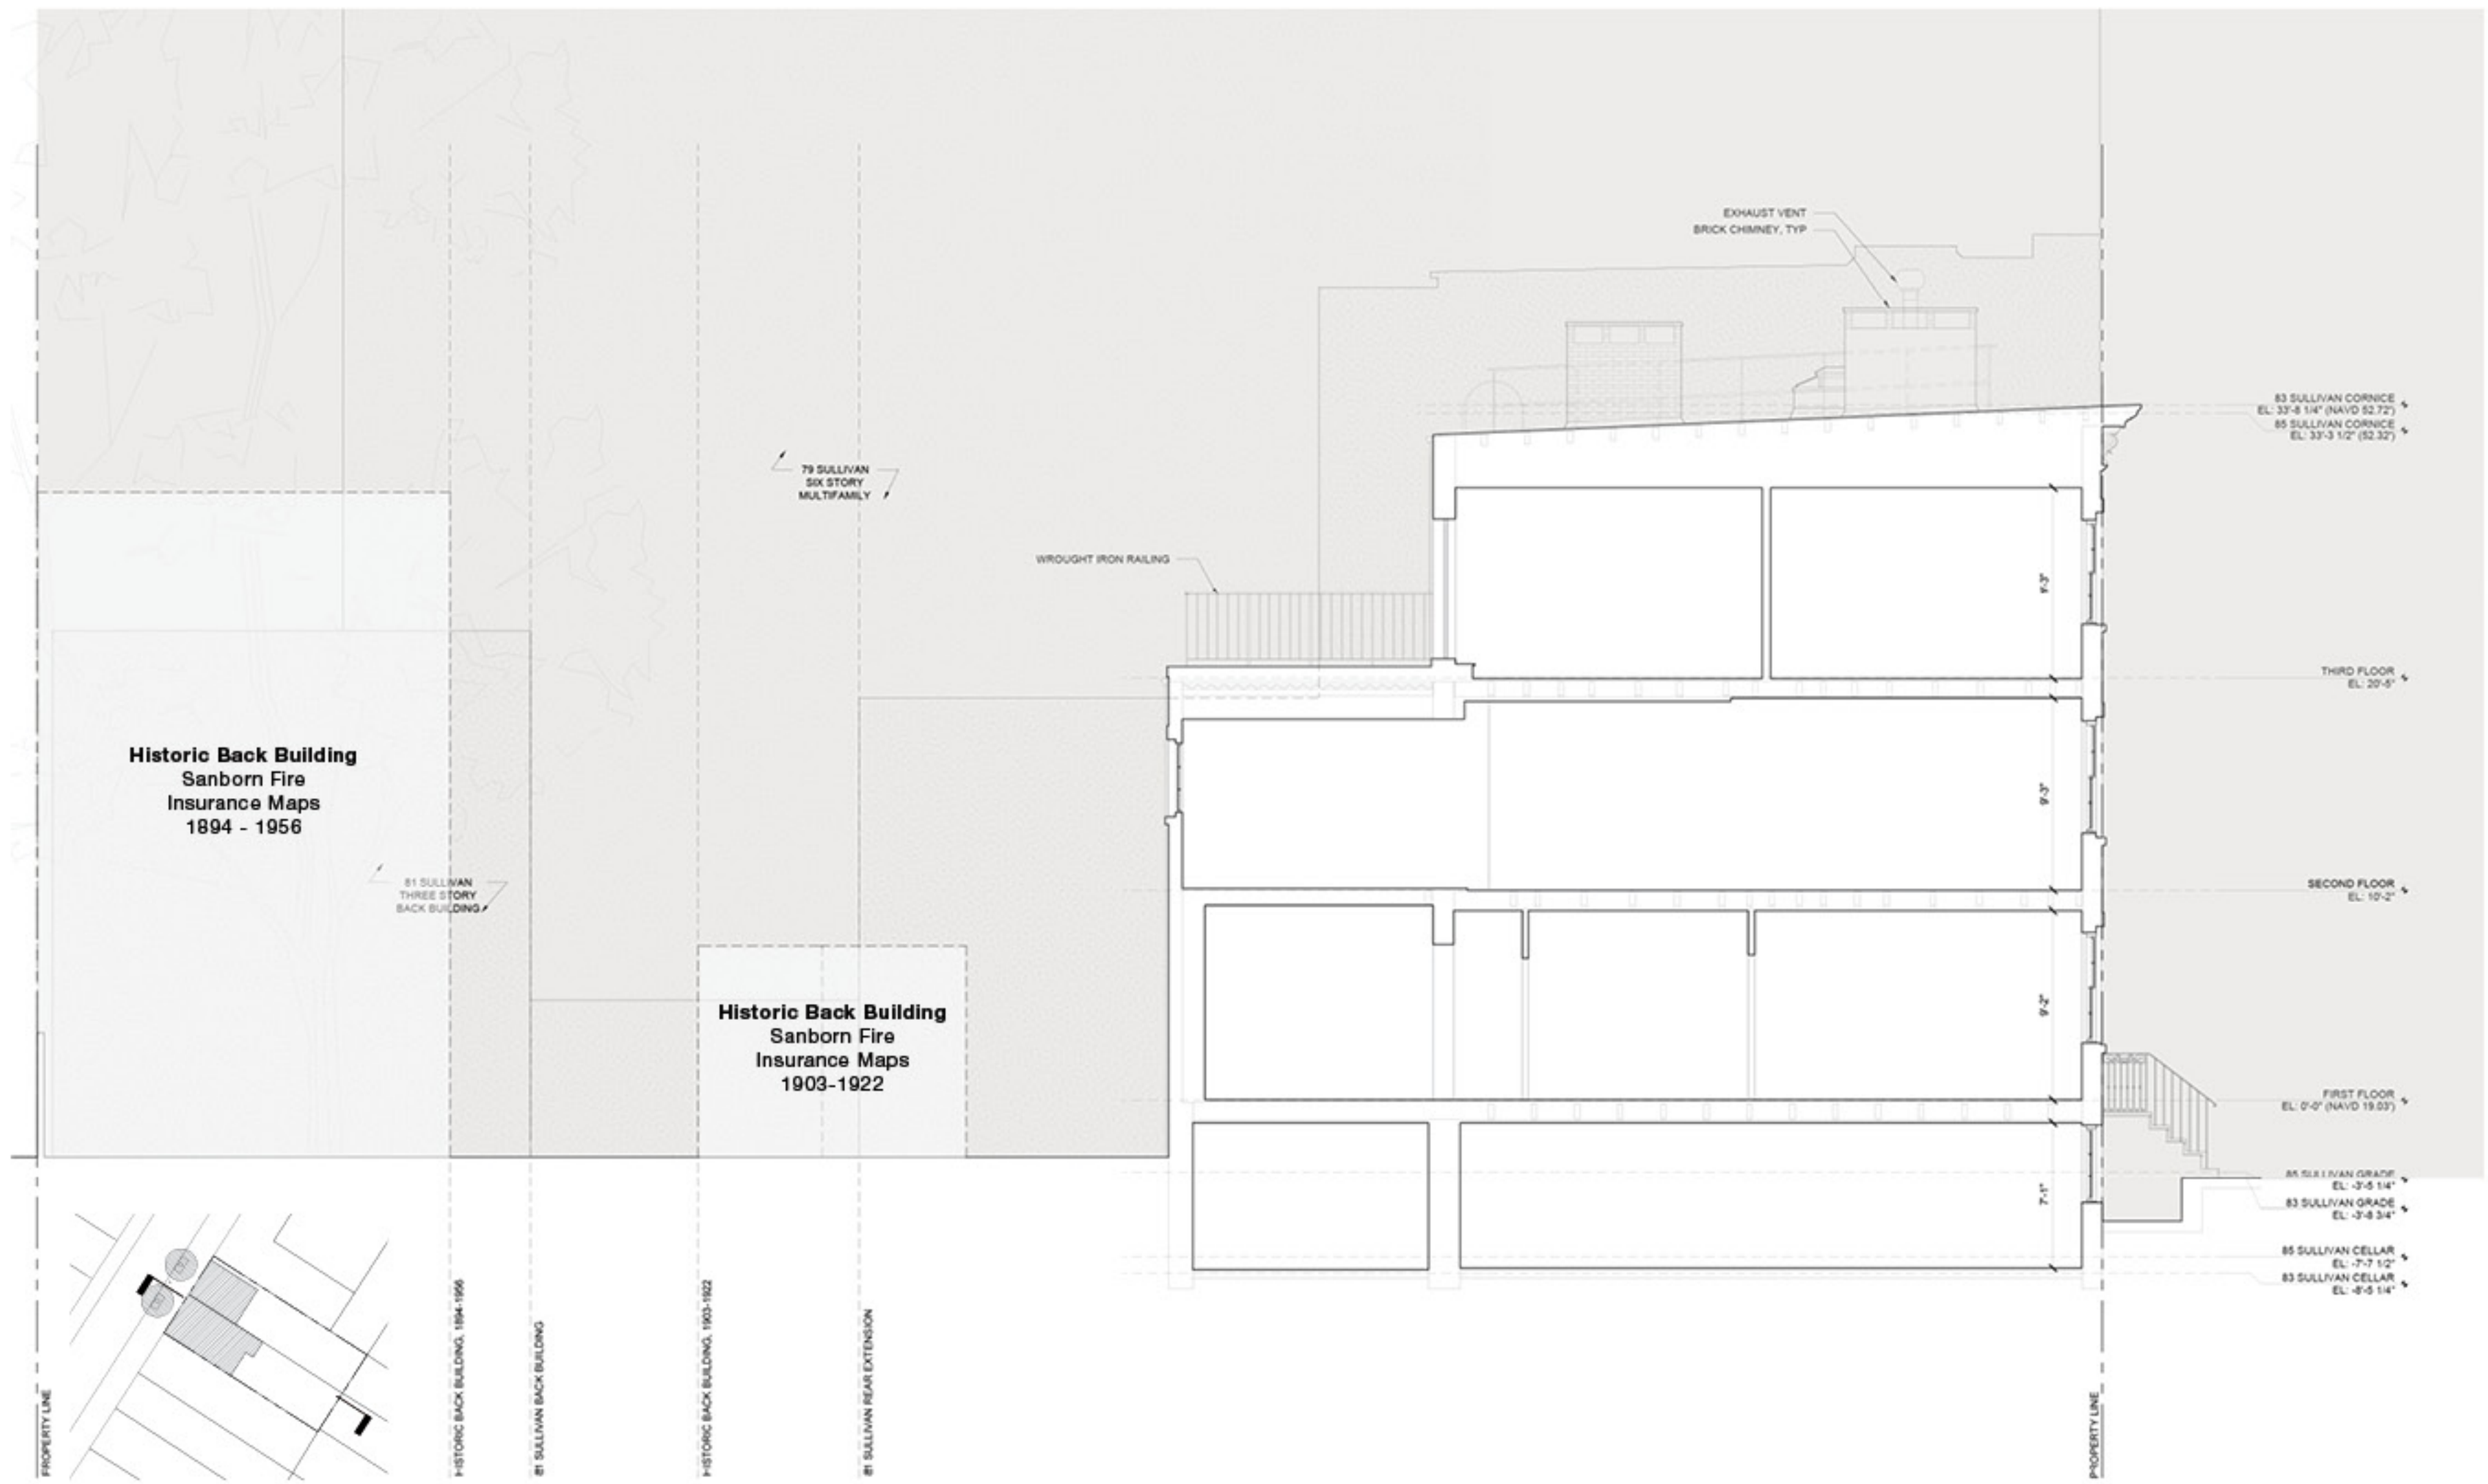 EXHAUST VENT
BRICK CHIMNEY, TYP
83 SULLIVAN CORNICE
EL: 33'-8 1/4" (NAVD 52.72')
85 SULLIVAN CORNICE
EL: 33'-3 1/2" (52.32')
79 SULLIVAN
SIX STORY
MULTIFAMILY
WROUGHT IRON RAILING
9'-3"
THIRD FLOOR
EL: 20'-5"
Historic Back Building
Sanborn Fire
Insurance Maps
1894 - 1956
9'-3"
81 SULLIVAN
THREE STORY
BACK BUILDING
SECOND FLOOR
EL: 10'-2"
Historic Back Building
Sanborn Fire
Insurance Maps
1903-1922
9'-2"
FIRST FLOOR
EL: 0'-0" (NAVD 19.03')
85 SULLIVAN GRADE
EL: -3'-5 1/4"
83 SULLIVAN GRADE
EL: -3'-8 3/4"
7'-1"
85 SULLIVAN CELLAR
EL: -7'-7 1/2"
83 SULLIVAN CELLAR
EL: -8'-5 1/4"
PROPERTY LINE
HISTORIC BACK BUILDING, 1894-1956
81 SULLIVAN BACK BUILDING
HISTORIC BACK BUILDING, 1903-1922
81 SULLIVAN REAR EXTENSION
PROPERTY LINE